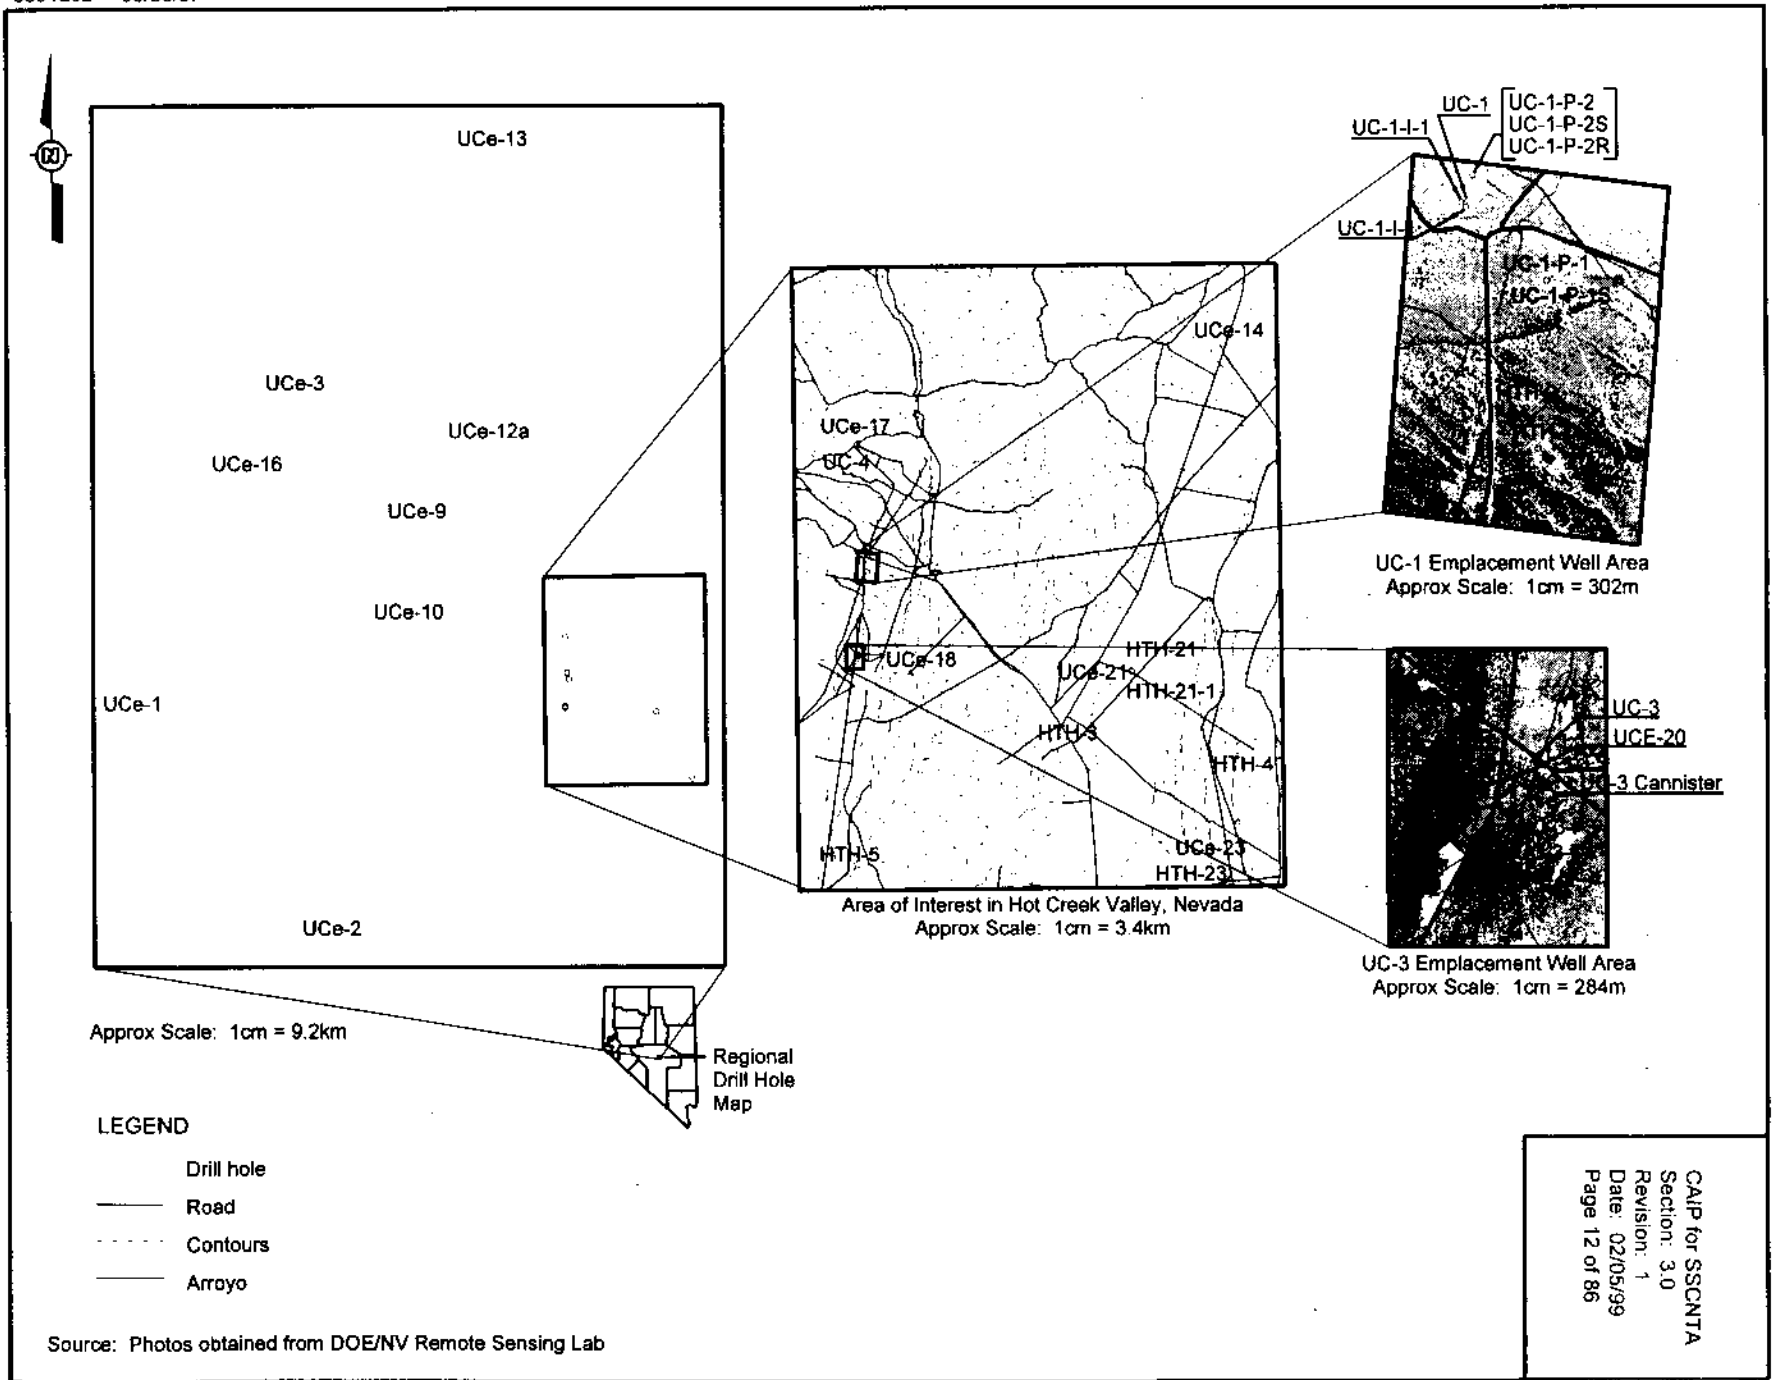 N
UCe-13
UCe-3
UCe-12a
UCe-16
UCe-9
UCe-10
UCe-1
UCe-2
Approx Scale: 1cm = 9.2km
Regional
Drill Hole
Map
UCe-14
UCe-17
UC-4
UCe-18
HTH-21
UCe-21
HTH-21-1
HTH-3
HTH-4
HTH-5
UCe-23
HTH-23
Area of Interest in Hot Creek Valley, Nevada
Approx Scale: 1cm = 3.4km
UC-1
UC-1-P-2
UC-1-P-2S
UC-1-P-2R
UC-1-I-1
UC-1-I-
UC-1-P-1
UC-1-P-1S
UC-1 Emplacement Well Area
Approx Scale: 1cm = 302m
UC-3
UCE-20
-3 Cannister
UC-3 Emplacement Well Area
Approx Scale: 1cm = 284m
LEGEND
Drill hole
Road
Contours
Arroyo
Source: Photos obtained from DOE/NV Remote Sensing Lab
CAIP for SSCNTA
Section: 3.0
Revision: 1
Date: 02/05/99
Page 12 of 86